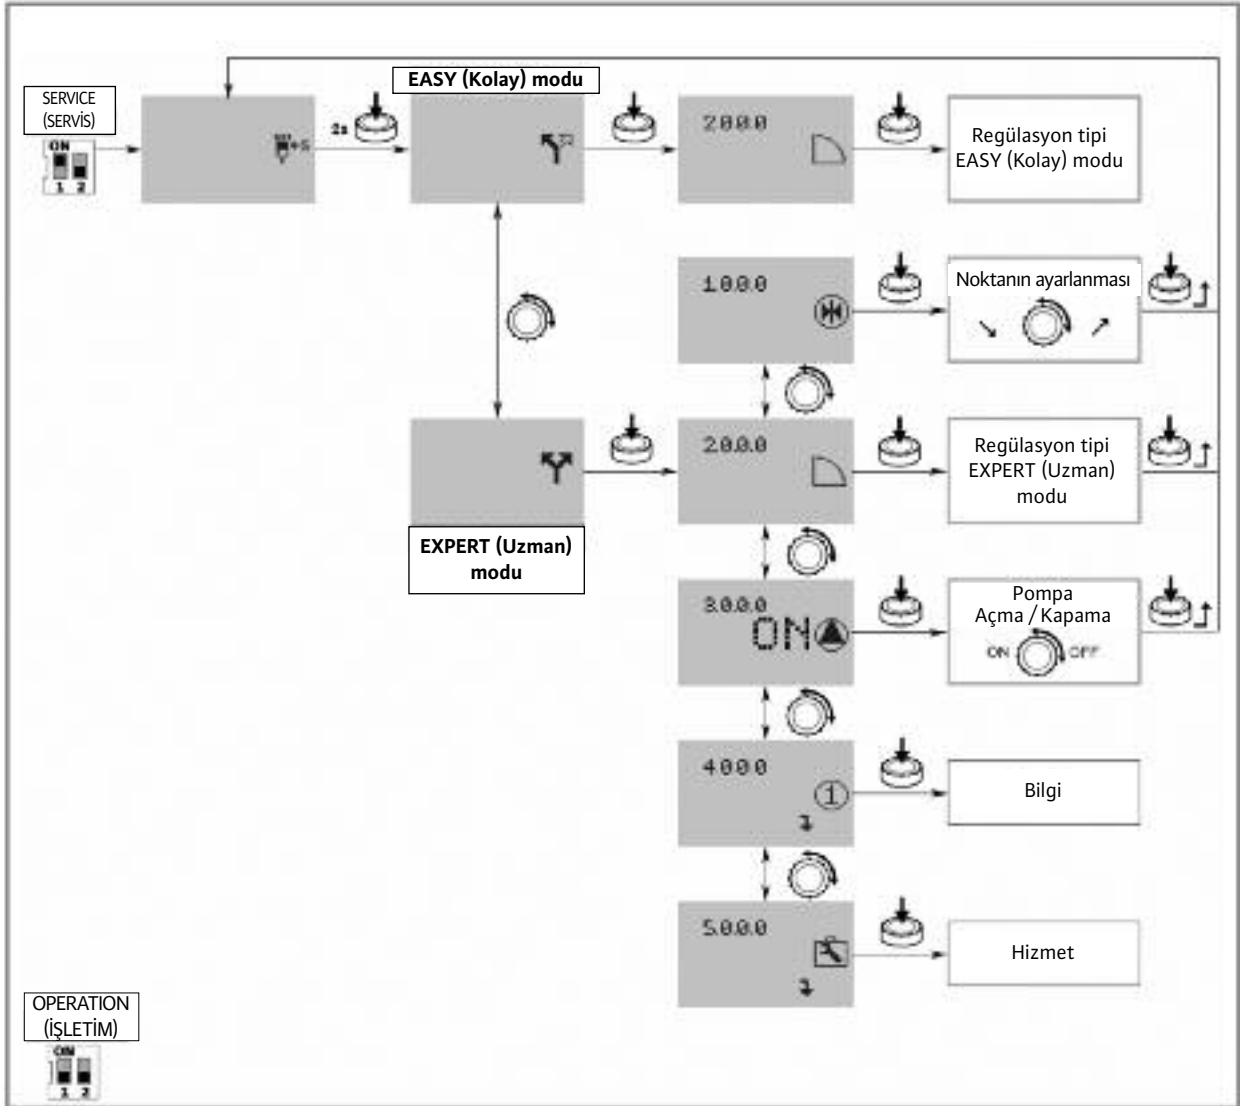 EASY (Kolay) modu
SERVICE
(SERVİS)
ON
1 2
+S
2s
2.0.0.0
Regülasyon tipi
EASY (Kolay) modu
1.0.0.0
Noktanın ayarlanması
2.0.0.0
Regülasyon tipi
EXPERT (Uzman)
modu
EXPERT (Uzman)
modu
3.0.0.0
ON
Pompa
Açma / Kapama
ON OFF
4.0.0.0
1
Bilgi
5.0.0.0
Hizmet
OPERATION
(İŞLETİM)
ON
1 2